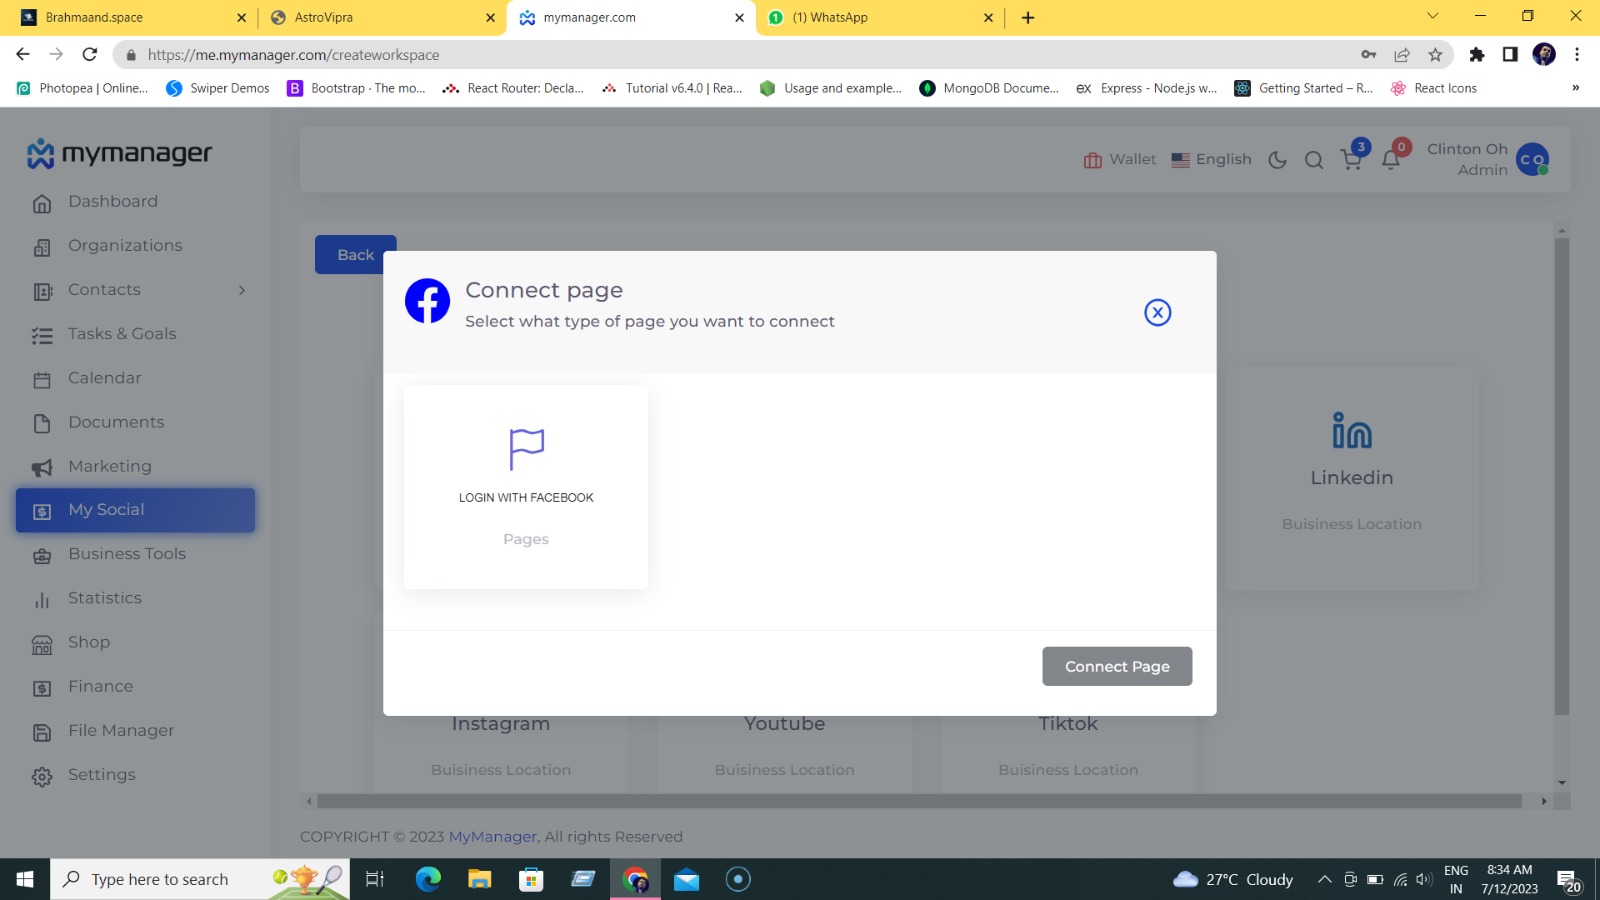 Brahmaand.space
AstroVipra
mymanager.com
(1) WhatsApp
https://me.mymanager.com/createworkspace
Photopea | Online...
Swiper Demos
Bootstrap · The mo...
React Router: Decla...
Tutorial v6.4.0 | Rea...
Usage and example...
MongoDB Docume...
Express - Node.js w...
Getting Started – R...
React Icons
»
mymanager
Wallet
English
3
0
Clinton Oh
Admin
CO
Dashboard
Organizations
Contacts
Tasks & Goals
Calendar
Documents
Marketing
My Social
Business Tools
Statistics
Shop
Finance
File Manager
Settings
Back
Connect page
Select what type of page you want to connect
LOGIN WITH FACEBOOK
Pages
Connect Page
Linkedin
Buisiness Location
Instagram
Buisiness Location
Youtube
Buisiness Location
Tiktok
Buisiness Location
COPYRIGHT © 2023 MyManager, All rights Reserved
Type here to search
27°C Cloudy
ENG
IN
8:34 AM
7/12/2023
20